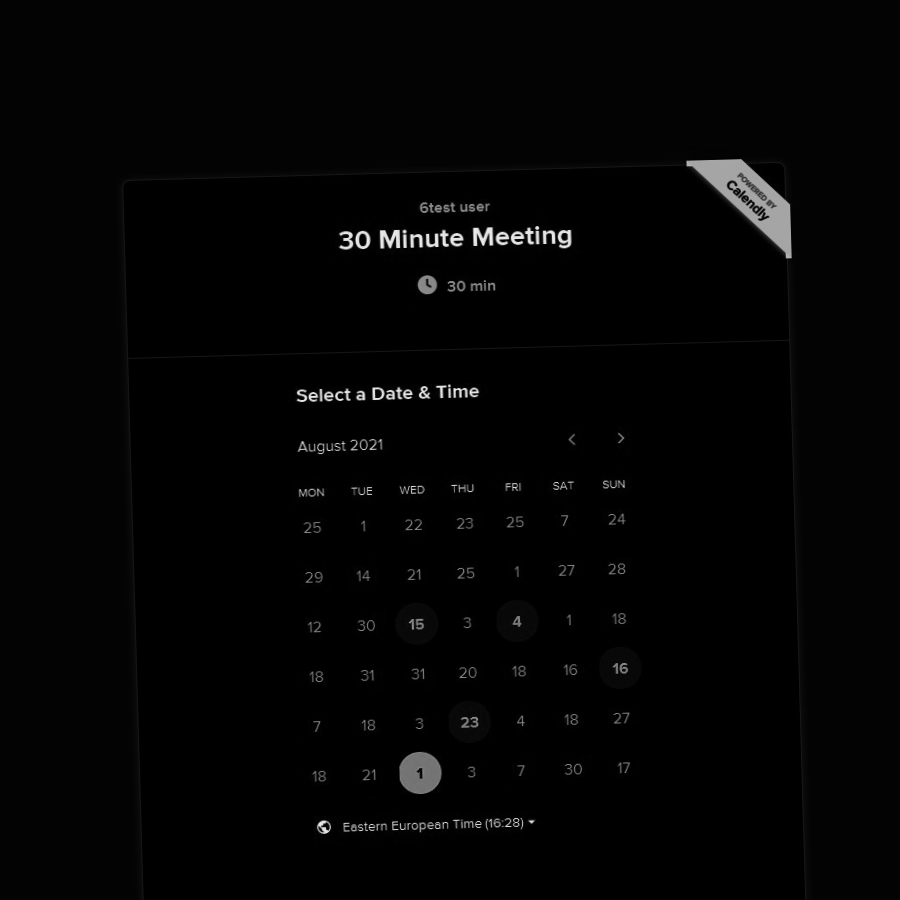 POWERED BY
Calendly
6test user
30 Minute Meeting
30 min
Select a Date & Time
August 2021
MON TUE WED THU FRI SAT SUN
25 1 22 23 25 7 24
29 14 21 25 1 27 28
12 30 15 3 4 1 18
18 31 31 20 18 16 16
7 18 3 23 4 18 27
18 21 1 3 7 30 17
Eastern European Time (16:28)